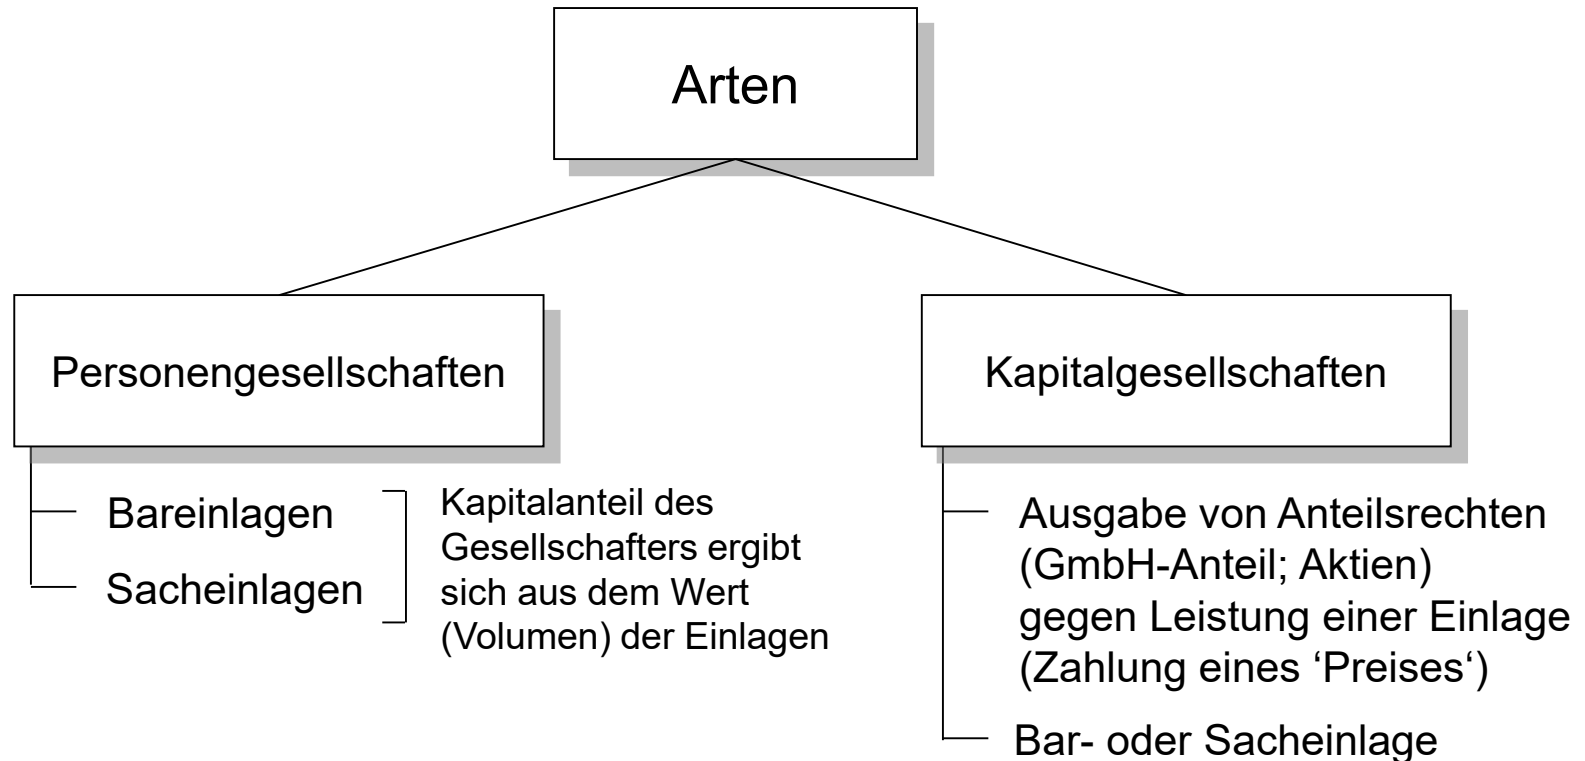 Arten
Personengesellschaften
Bareinlagen
Sacheinlagen
Kapitalanteil des
Gesellschafters ergibt
sich aus dem Wert
(Volumen) der Einlagen
Kapitalgesellschaften
Ausgabe von Anteilsrechten
(GmbH-Anteil; Aktien)
gegen Leistung einer Einlage
(Zahlung eines ‘Preises‘)
Bar- oder Sacheinlage